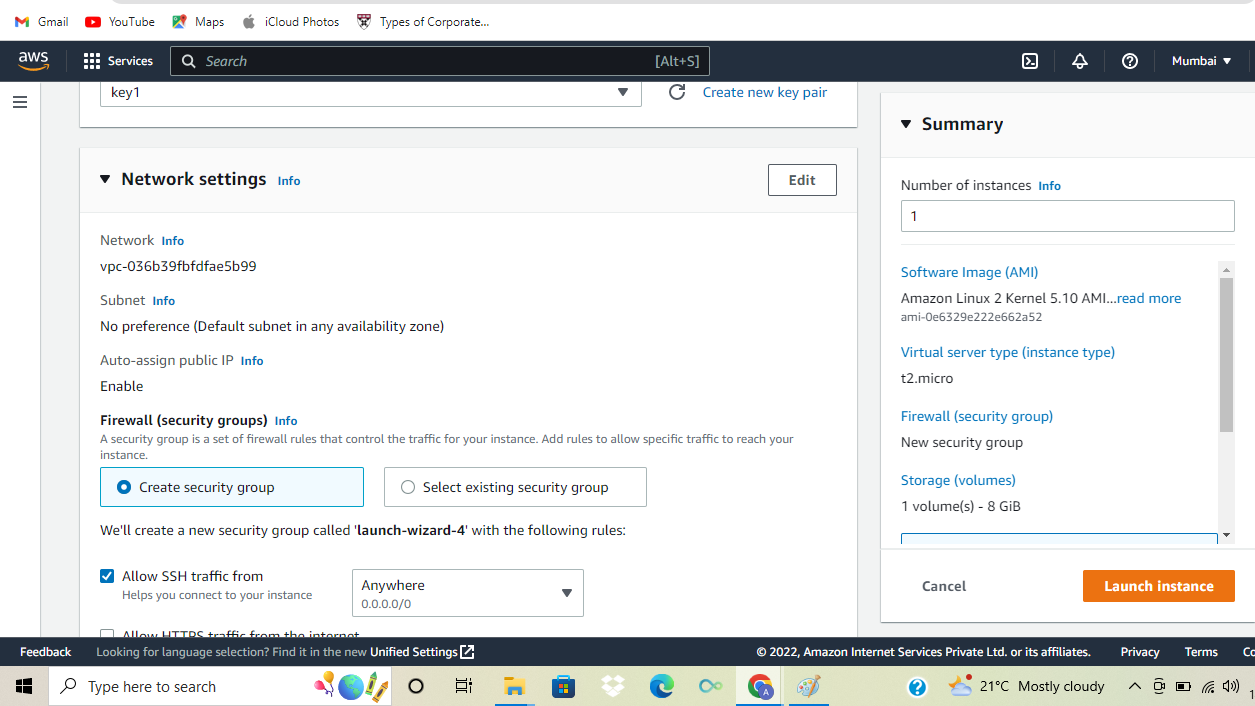 Gmail YouTube Maps iCloud Photos Types of Corporate...
aws Services Search [Alt+S] Mumbai
key1 Create new key pair
Network settings Info Edit
Network Info
vpc-036b39fbfdfae5b99
Subnet Info
No preference (Default subnet in any availability zone)
Auto-assign public IP Info
Enable
Firewall (security groups) Info
A security group is a set of firewall rules that control the traffic for your instance. Add rules to allow specific traffic to reach your
instance.
Create security group Select existing security group
We'll create a new security group called 'launch-wizard-4' with the following rules:
Allow SSH traffic from
Helps you connect to your instance
Anywhere
0.0.0.0/0
Allow HTTPS traffic from the internet
Summary
Number of instances Info
1
Software Image (AMI)
Amazon Linux 2 Kernel 5.10 AMI...read more
ami-0e6329e222e662a52
Virtual server type (instance type)
t2.micro
Firewall (security group)
New security group
Storage (volumes)
1 volume(s) - 8 GiB
Cancel Launch instance
Feedback Looking for language selection? Find it in the new Unified Settings © 2022, Amazon Internet Services Private Ltd. or its affiliates. Privacy Terms Co
Type here to search 21°C Mostly cloudy